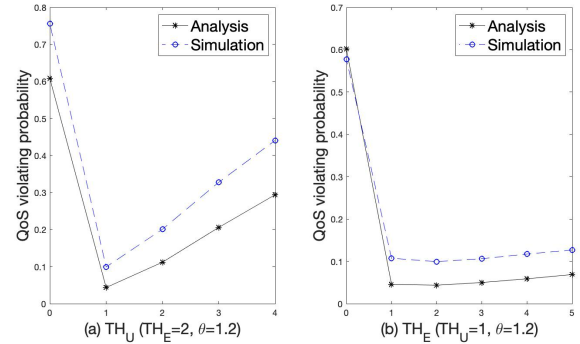 0.8
0.7
0.6
0.5
0.4
0.3
0.2
0.1
0
QoS violating probability
Analysis
Simulation
0 1 2 3 4
(a) TH_U (TH_E=2, θ=1.2)
0.7
0.6
0.5
0.4
0.3
0.2
0.1
0
QoS violating probability
Analysis
Simulation
0 1 2 3 4 5
(b) TH_E (TH_U=1, θ=1.2)